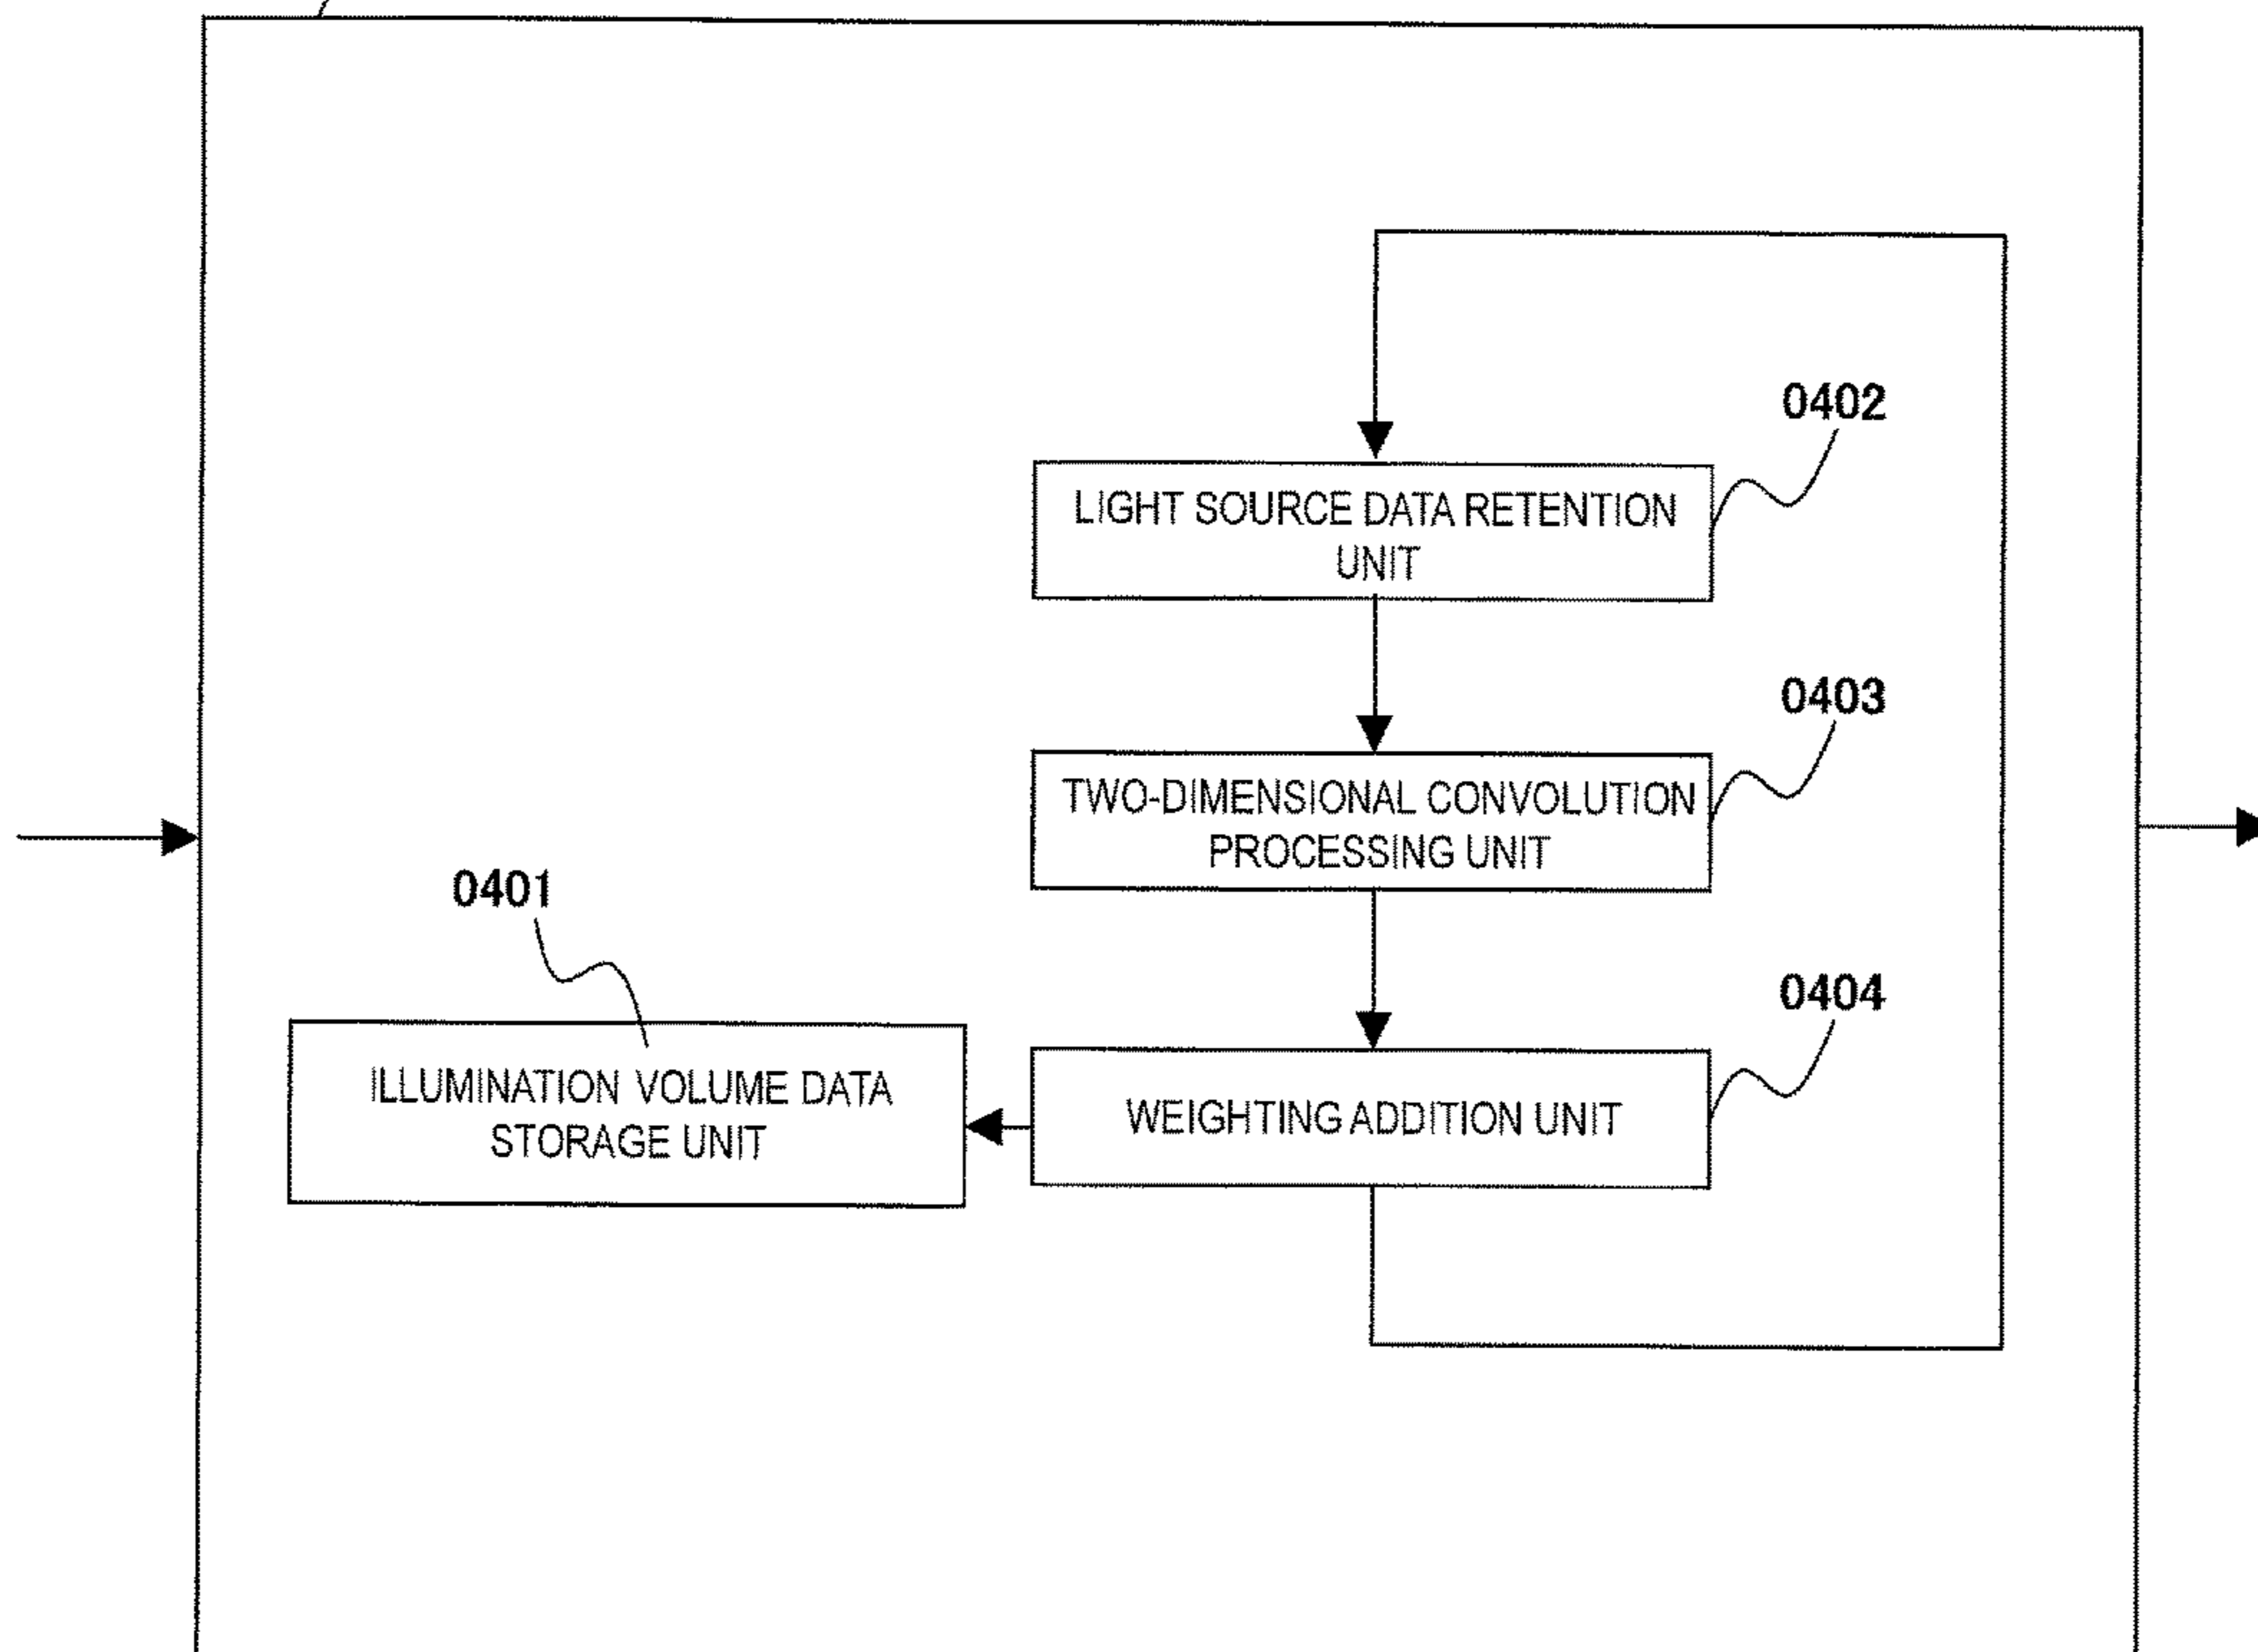 0402
LIGHT SOURCE DATA RETENTION
UNIT
0403
TWO-DIMENSIONAL CONVOLUTION
PROCESSING UNIT
0401
0404
ILLUMINATION VOLUME DATA
STORAGE UNIT
WEIGHTING ADDITION UNIT